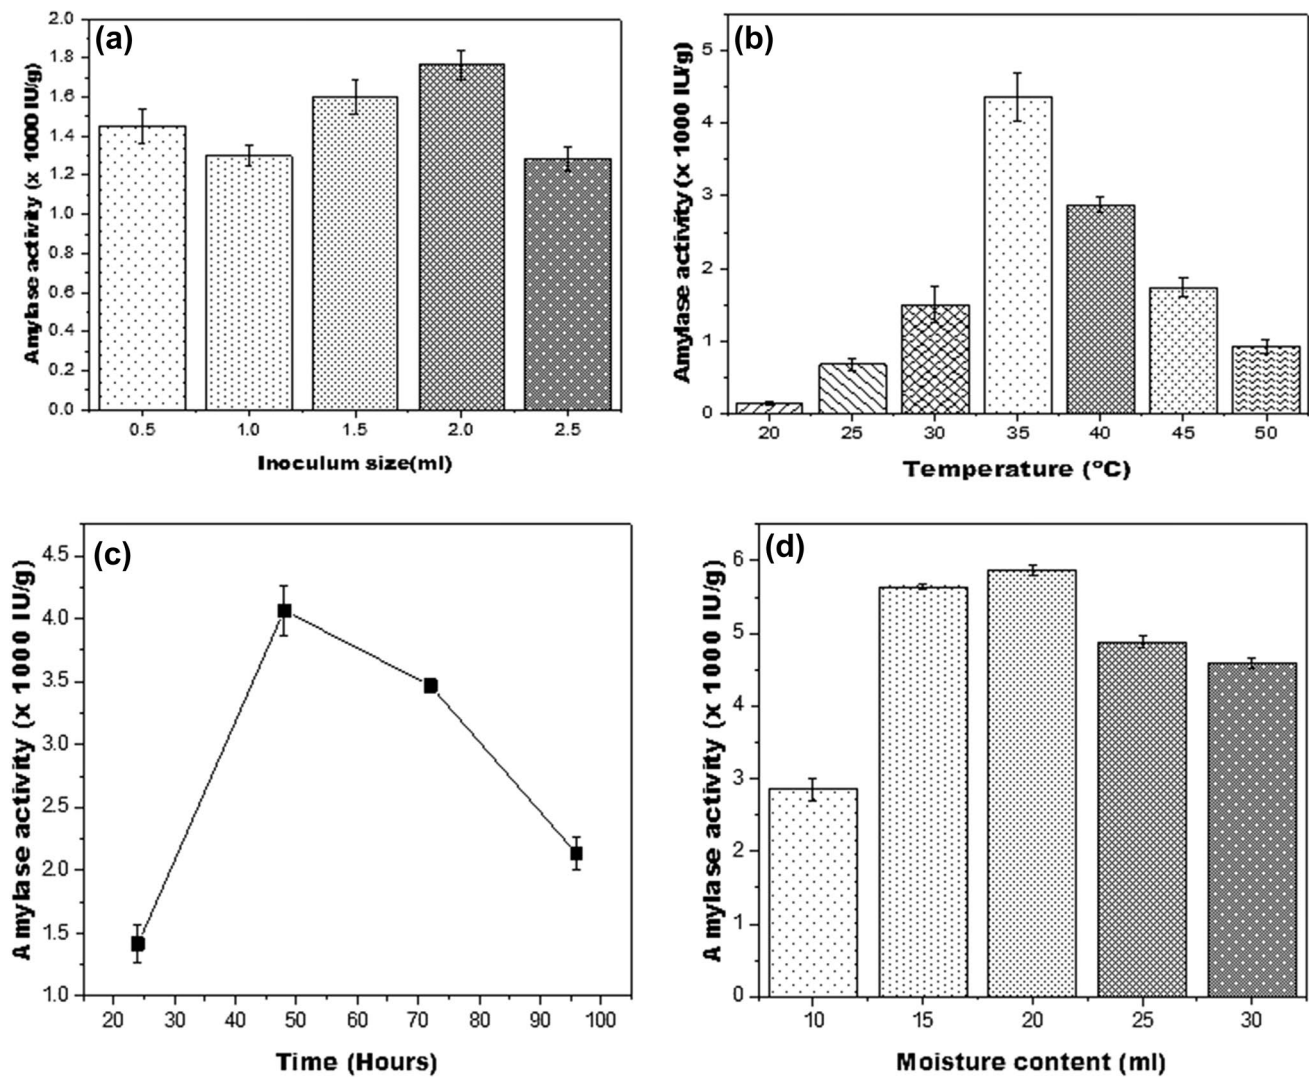 (a)
Amylase activity (x 1000 IU/g)
2.0
1.8
1.6
1.4
1.2
1.0
0.8
0.6
0.4
0.2
0.0
0.5 1.0 1.5 2.0 2.5
Inoculum size(ml)
(b)
Amylase activity (x 1000 IU/g)
5
4
3
2
1
0
20 25 30 35 40 45 50
Temperature (ºC)
(c)
Amylase activity (x 1000 IU/g)
4.5
4.0
3.5
3.0
2.5
2.0
1.5
1.0
20 30 40 50 60 70 80 90 100
Time (Hours)
(d)
Amylase activity (x 1000 IU/g)
6
5
4
3
2
1
0
10 15 20 25 30
Moisture content (ml)